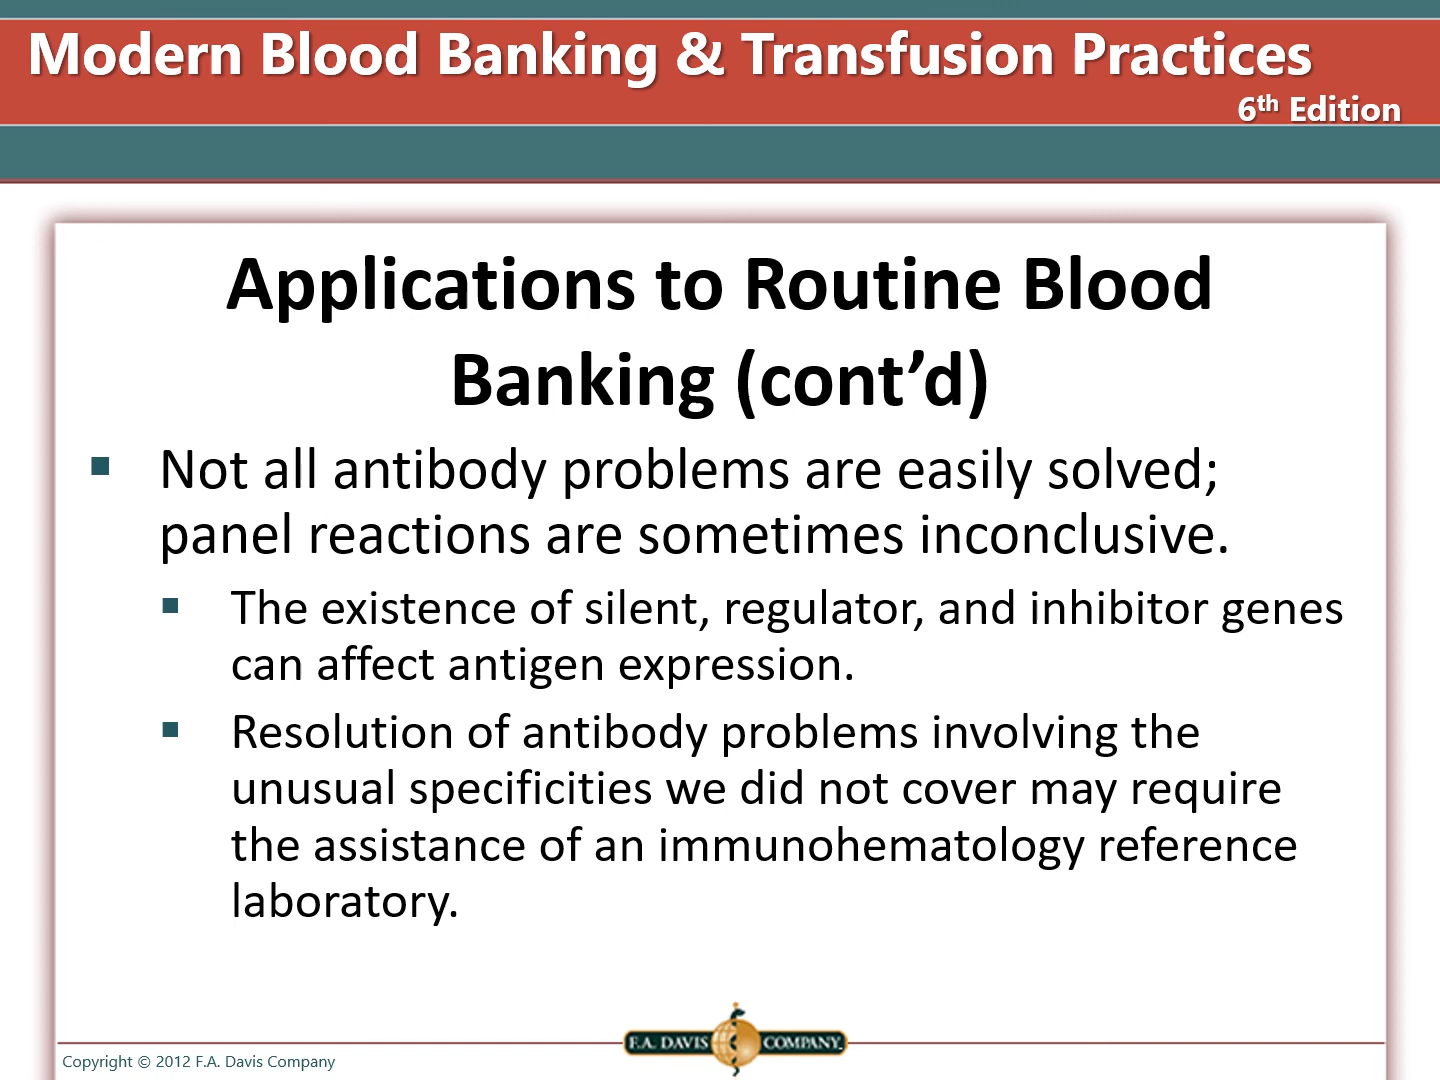 Modern Blood Banking & Transfusion Practices
6th Edition
Applications to Routine Blood
Banking (cont’d)
▪ Not all antibody problems are easily solved;
panel reactions are sometimes inconclusive.
▪ The existence of silent, regulator, and inhibitor genes
can affect antigen expression.
▪ Resolution of antibody problems involving the
unusual specificities we did not cover may require
the assistance of an immunohematology reference
laboratory.
F.A. DAVIS COMPANY
Copyright © 2012 F.A. Davis Company